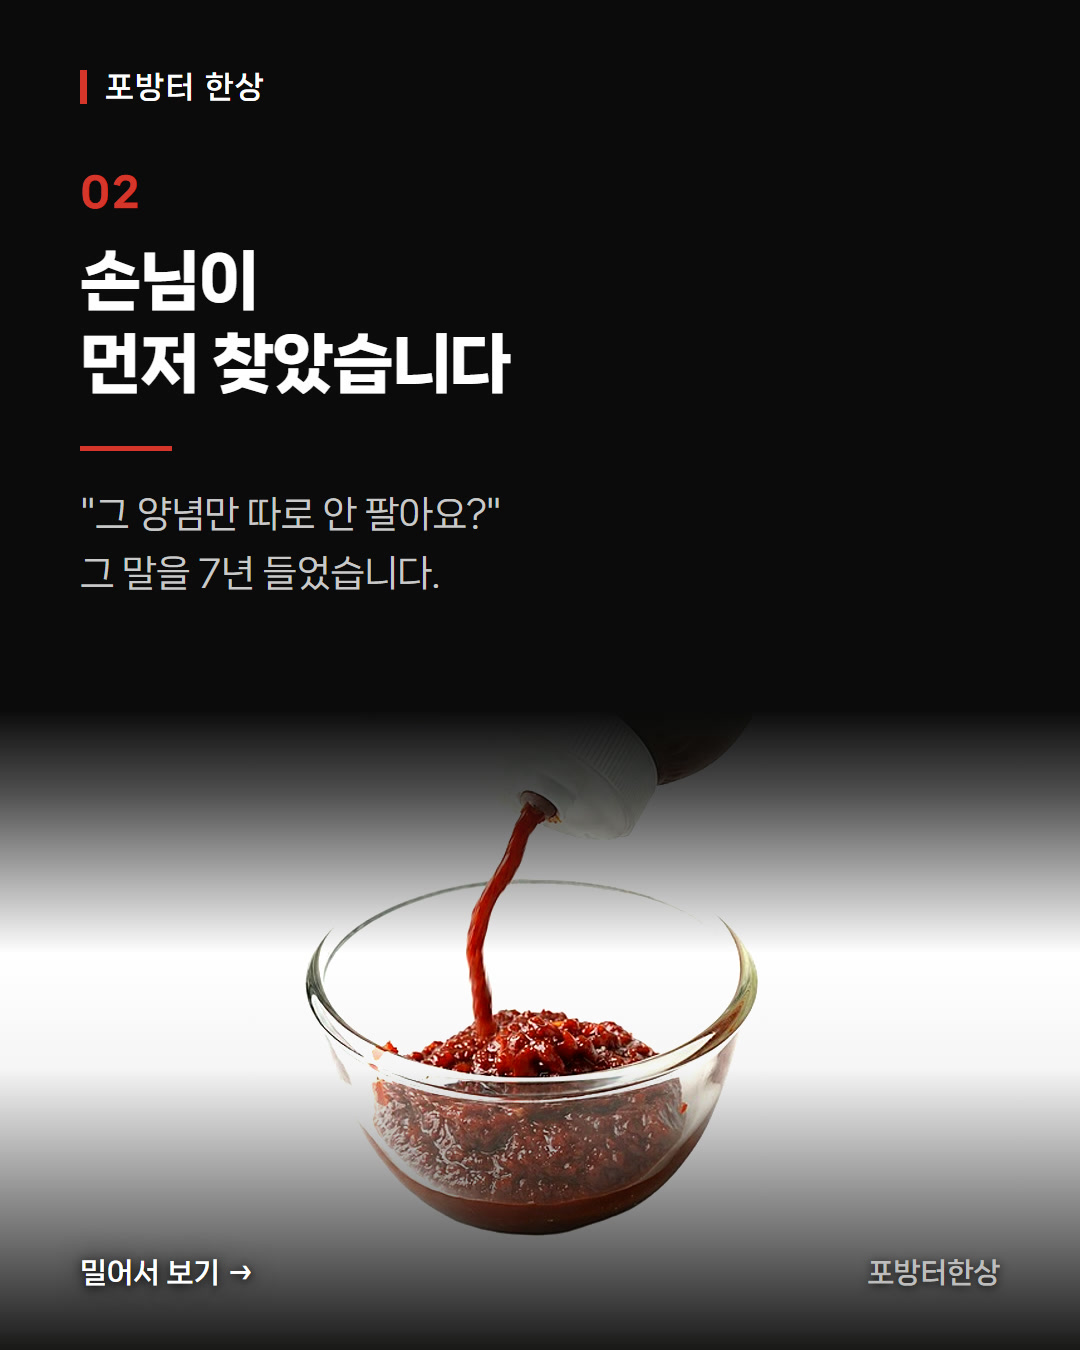 포방터 한상
02
손님이
먼저 찾았습니다
"그 양념만 따로 안 팔아요?"
그 말을 7년 들었습니다.
밀어서 보기 →
포방터한상